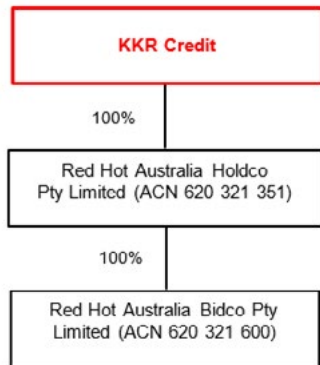 KKR Credit
100%
Red Hot Australia Holdco
Pty Limited (ACN 620 321 351)
100%
Red Hot Australia Bidco Pty
Limited (ACN 620 321 600)